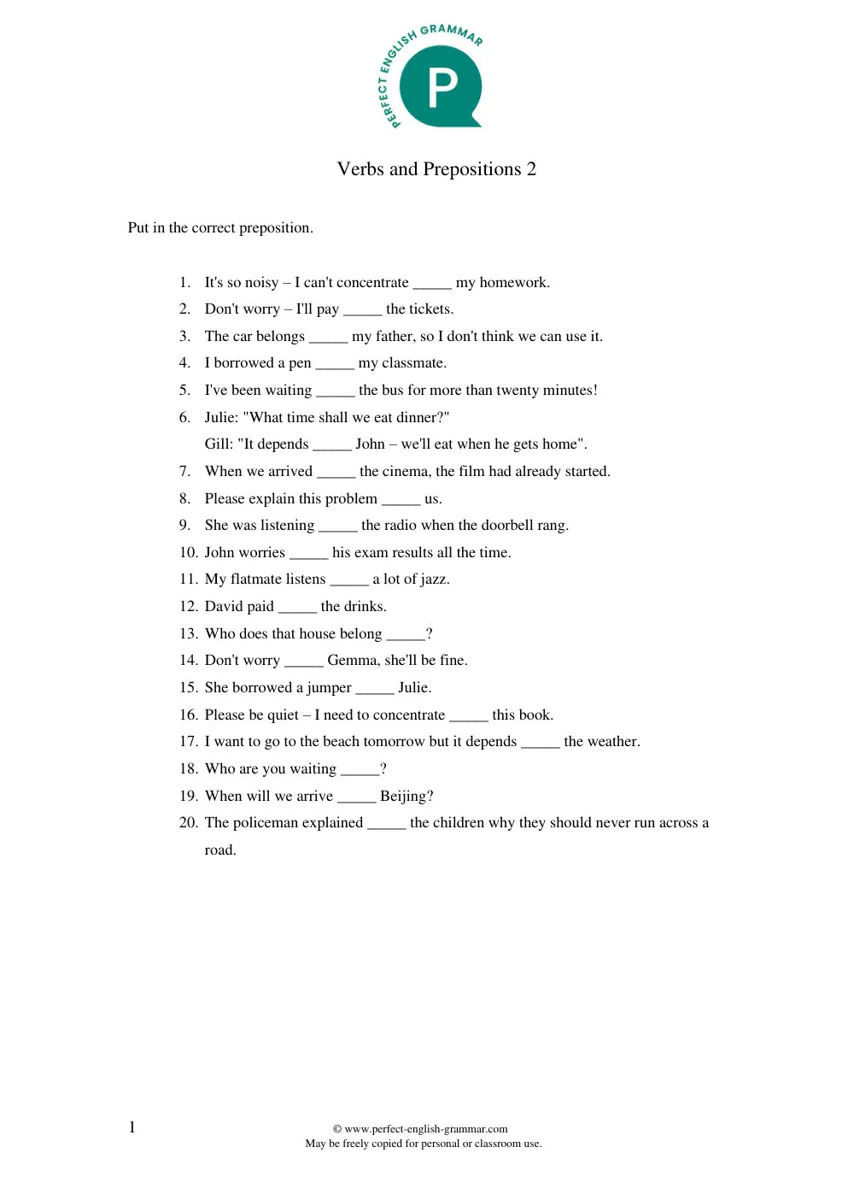 PERFECT ENGLISH GRAMMAR
P
Verbs and Prepositions 2
Put in the correct preposition.
1. It's so noisy – I can't concentrate _____ my homework.
2. Don't worry – I'll pay _____ the tickets.
3. The car belongs _____ my father, so I don't think we can use it.
4. I borrowed a pen _____ my classmate.
5. I've been waiting _____ the bus for more than twenty minutes!
6. Julie: "What time shall we eat dinner?"
Gill: "It depends _____ John – we'll eat when he gets home".
7. When we arrived _____ the cinema, the film had already started.
8. Please explain this problem _____ us.
9. She was listening _____ the radio when the doorbell rang.
10. John worries _____ his exam results all the time.
11. My flatmate listens _____ a lot of jazz.
12. David paid _____ the drinks.
13. Who does that house belong _____?
14. Don't worry _____ Gemma, she'll be fine.
15. She borrowed a jumper _____ Julie.
16. Please be quiet – I need to concentrate _____ this book.
17. I want to go to the beach tomorrow but it depends _____ the weather.
18. Who are you waiting _____?
19. When will we arrive _____ Beijing?
20. The policeman explained _____ the children why they should never run across a
road.
1
© www.perfect-english-grammar.com
May be freely copied for personal or classroom use.